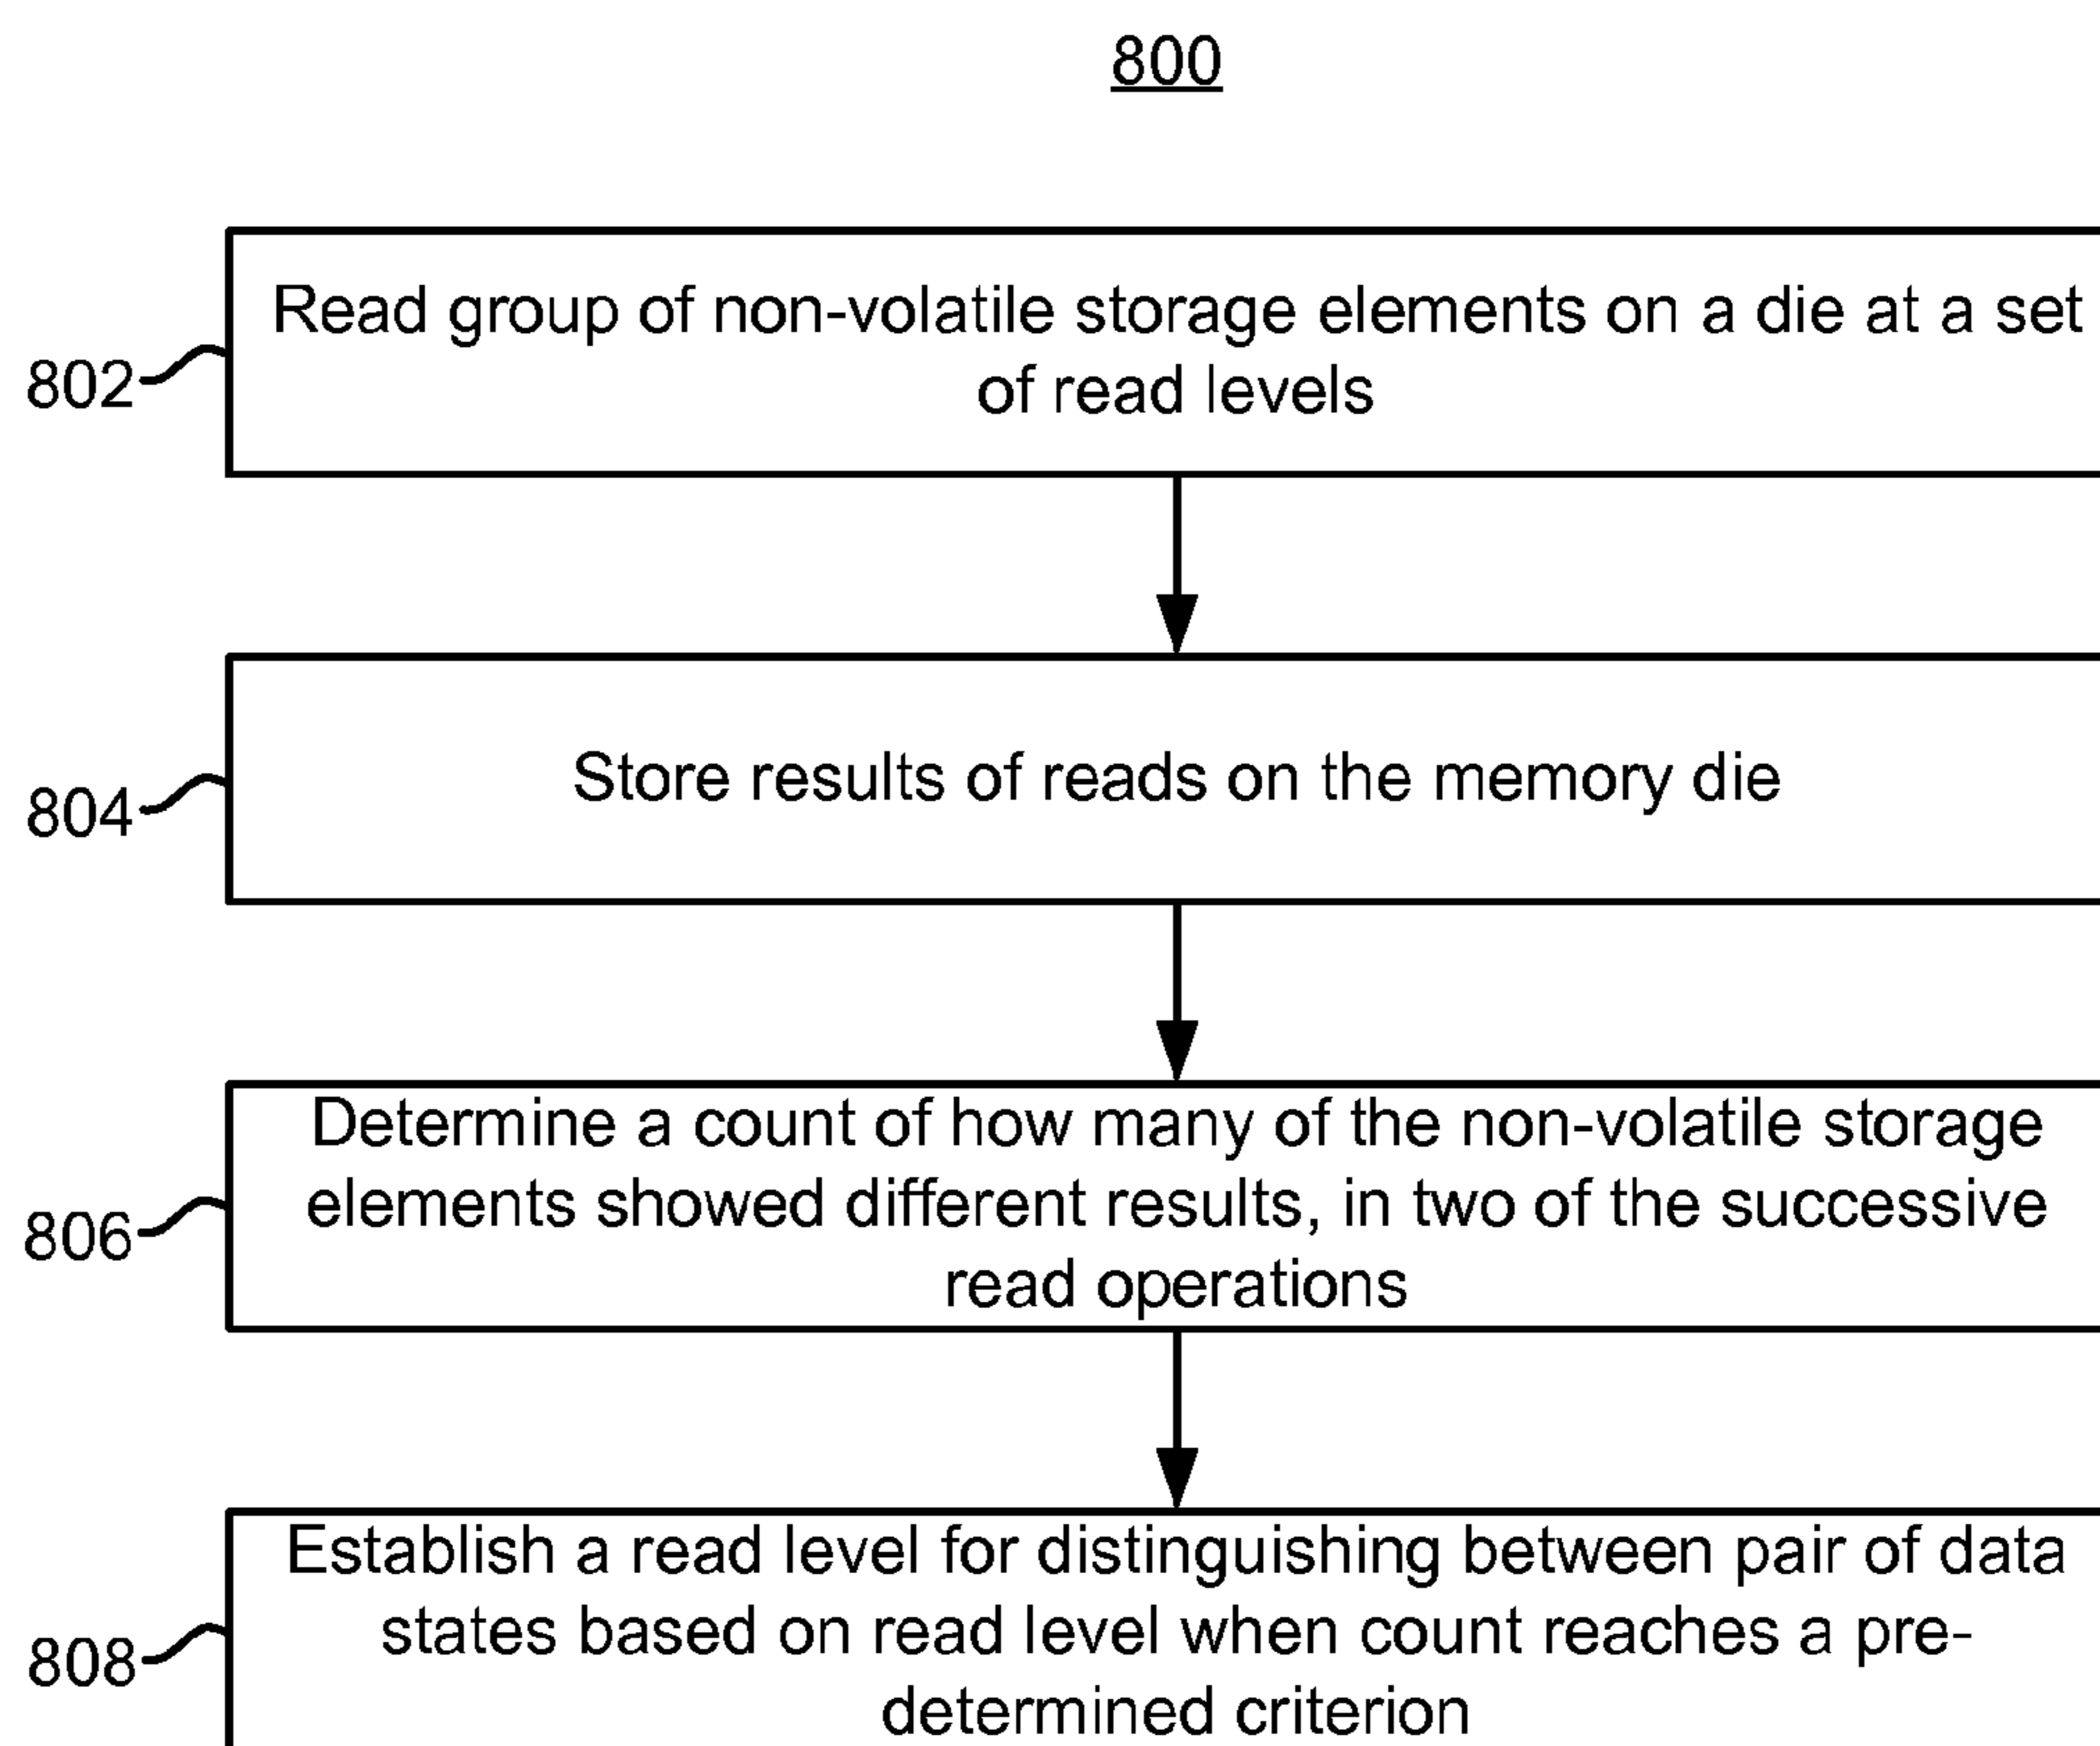 800
Read group of non-volatile storage elements on a die at a set
of read levels
802
Store results of reads on the memory die
804
Determine a count of how many of the non-volatile storage
elements showed different results, in two of the successive
read operations
806
Establish a read level for distinguishing between pair of data
states based on read level when count reaches a pre-
determined criterion
808